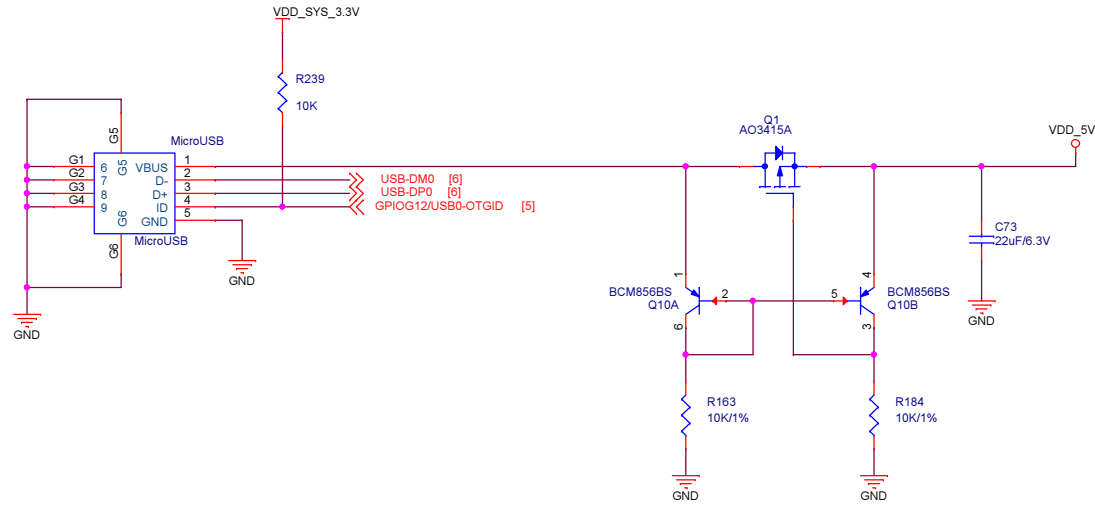 VDD_SYS_3.3V
R239
10K
Q1
AO3415A
VDD_5V
MicroUSB
G5
G1
6
G5
VBUS
1
G2
7
D-
2
USB-DM0 [6]
G3
8
D+
3
USB-DP0 [6]
G4
9
ID
4
GPIOG12/USB0-OTGID [5]
G6
GND
5
MicroUSB
G6
GND
GND
C73
22uF/6.3V
GND
1
4
BCM856BS
Q10A
2
5
BCM856BS
Q10B
6
3
R163
10K/1%
R184
10K/1%
GND
GND